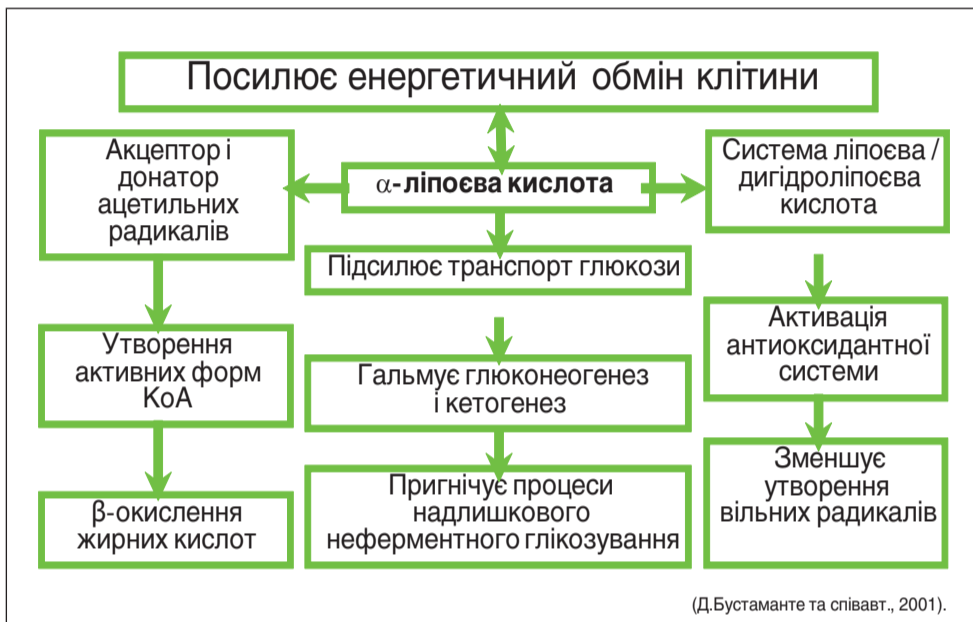 Посилює енергетичний обмін клітини
Акцептор і
донатор
ацетильних
радикалів
α-ліпоєва кислота
Система ліпоєва /
дигідроліпоєва
кислота
Підсилює транспорт глюкози
Утворення
активних форм
КоА
Гальмує глюконеогенез
і кетогенез
Активація
антиоксидантної
системи
β-окислення
жирних кислот
Пригнічує процеси
надлишкового
неферментного глікозування
Зменшує
утворення
вільних радикалів
(Д.Бустаманте та співавт., 2001).